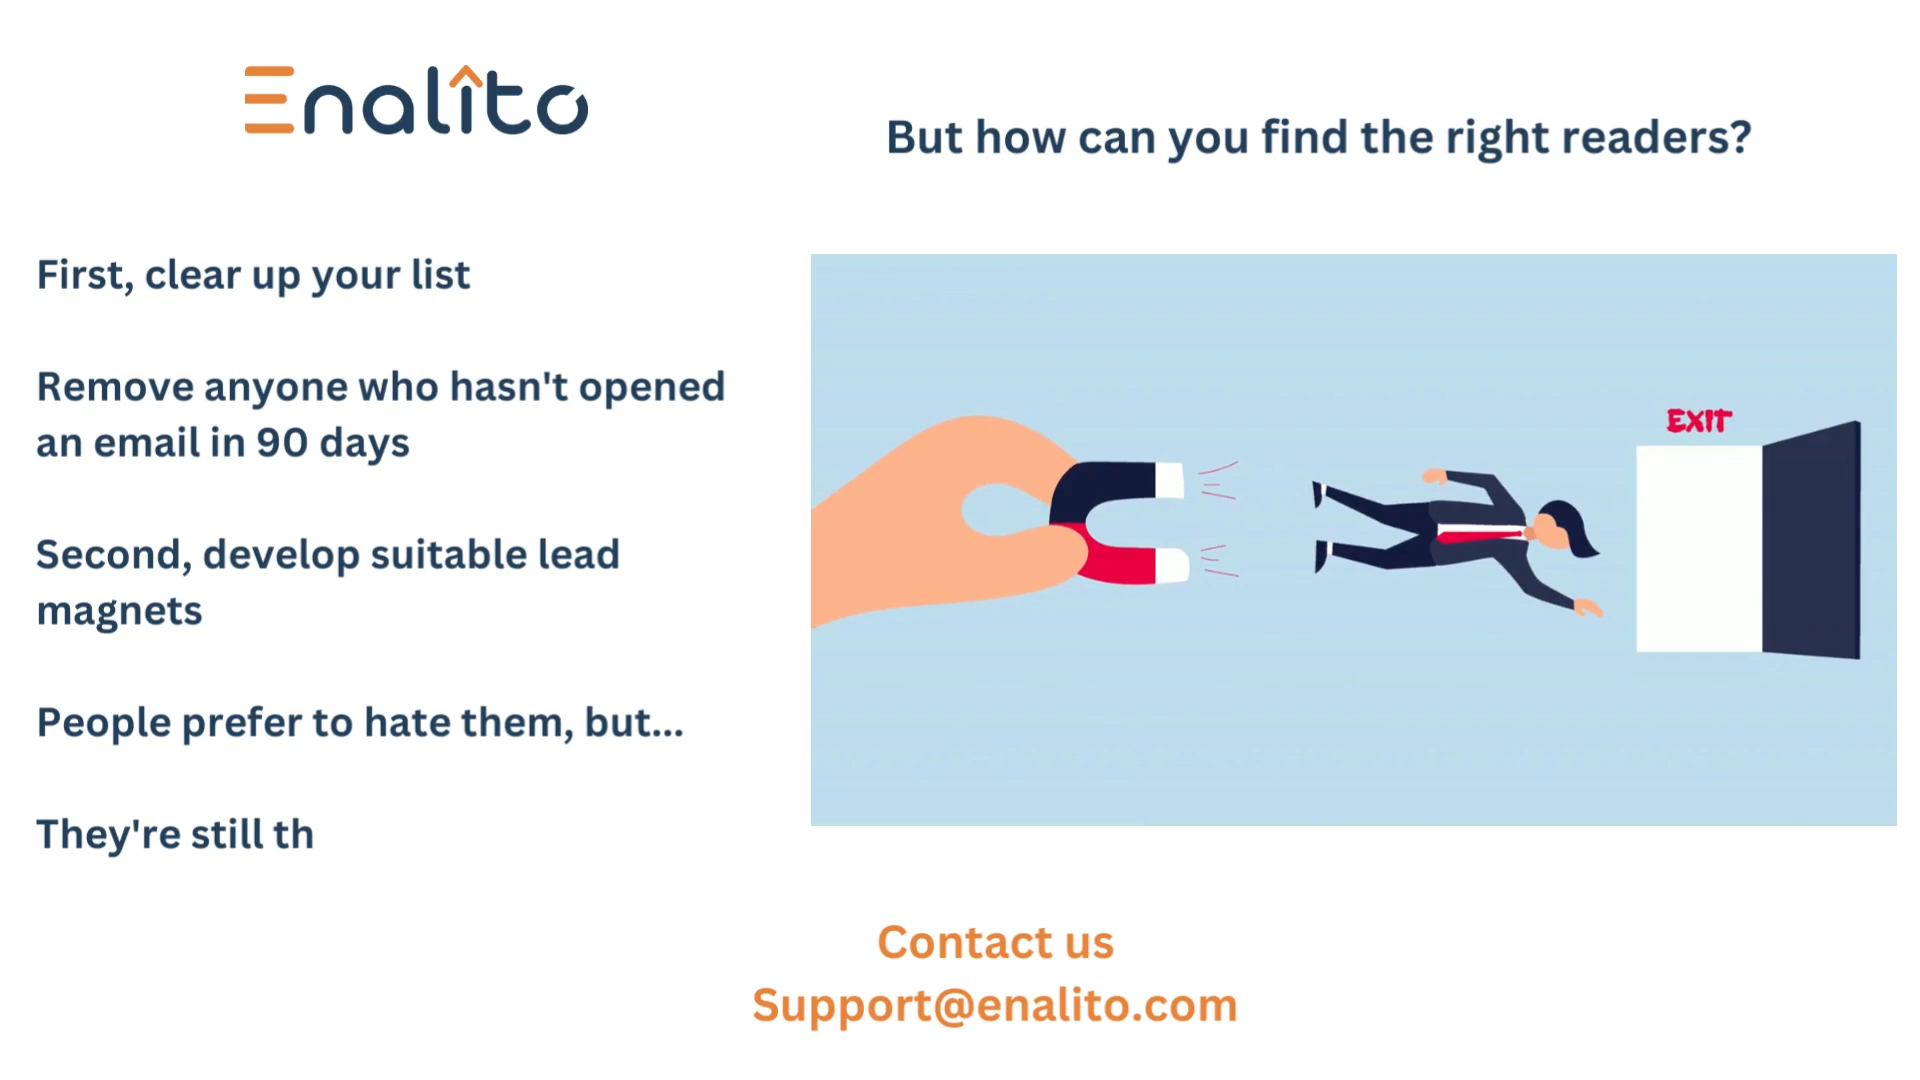 Enalîto
But how can you find the right readers?
First, clear up your list
Remove anyone who hasn't opened
an email in 90 days
Second, develop suitable lead
magnets
People prefer to hate them, but...
They're still th
EXIT
Contact us
Support@enalito.com